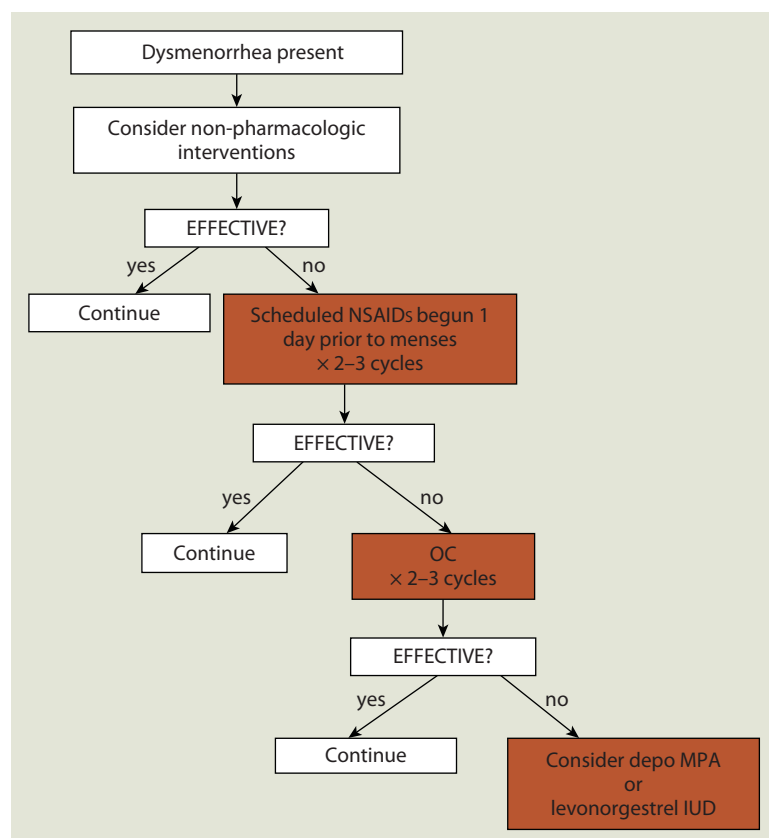 Dysmenorrhea present
Consider non-pharmacologic
interventions
EFFECTIVE?
yes
no
Continue
Scheduled NSAIDs begun 1
day prior to menses
× 2–3 cycles
EFFECTIVE?
yes
no
Continue
OC
× 2–3 cycles
EFFECTIVE?
yes
no
Continue
Consider depo MPA
or
levonorgestrel IUD